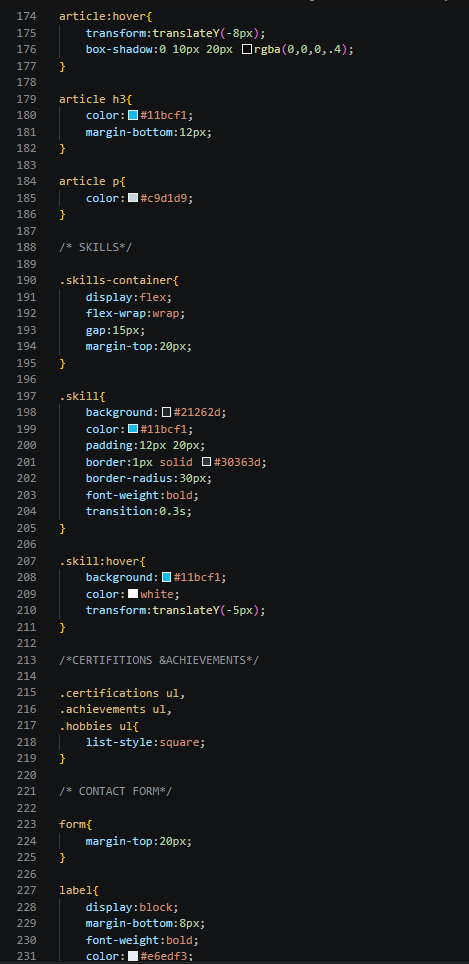 174 article:hover{
175 transform:translateY(-8px);
176 box-shadow:0 10px 20px rgba(0,0,0,.4);
177 }
178
179 article h3{
180 color:#11bcf1;
181 margin-bottom:12px;
182 }
183
184 article p{
185 color:#c9d1d9;
186 }
187
188 /* SKILLS*/
189
190 .skills-container{
191 display:flex;
192 flex-wrap:wrap;
193 gap:15px;
194 margin-top:20px;
195 }
196
197 .skill{
198 background:#21262d;
199 color:#11bcf1;
200 padding:12px 20px;
201 border:1px solid #30363d;
202 border-radius:30px;
203 font-weight:bold;
204 transition:0.3s;
205 }
206
207 .skill:hover{
208 background:#11bcf1;
209 color:white;
210 transform:translateY(-5px);
211 }
212
213 /*CERTIFITIONS &ACHIEVEMENTS*/
214
215 .certifications ul,
216 .achievements ul,
217 .hobbies ul{
218 list-style:square;
219 }
220
221 /* CONTACT FORM*/
222
223 form{
224 margin-top:20px;
225 }
226
227 label{
228 display:block;
229 margin-bottom:8px;
230 font-weight:bold;
231 color:#e6edf3;